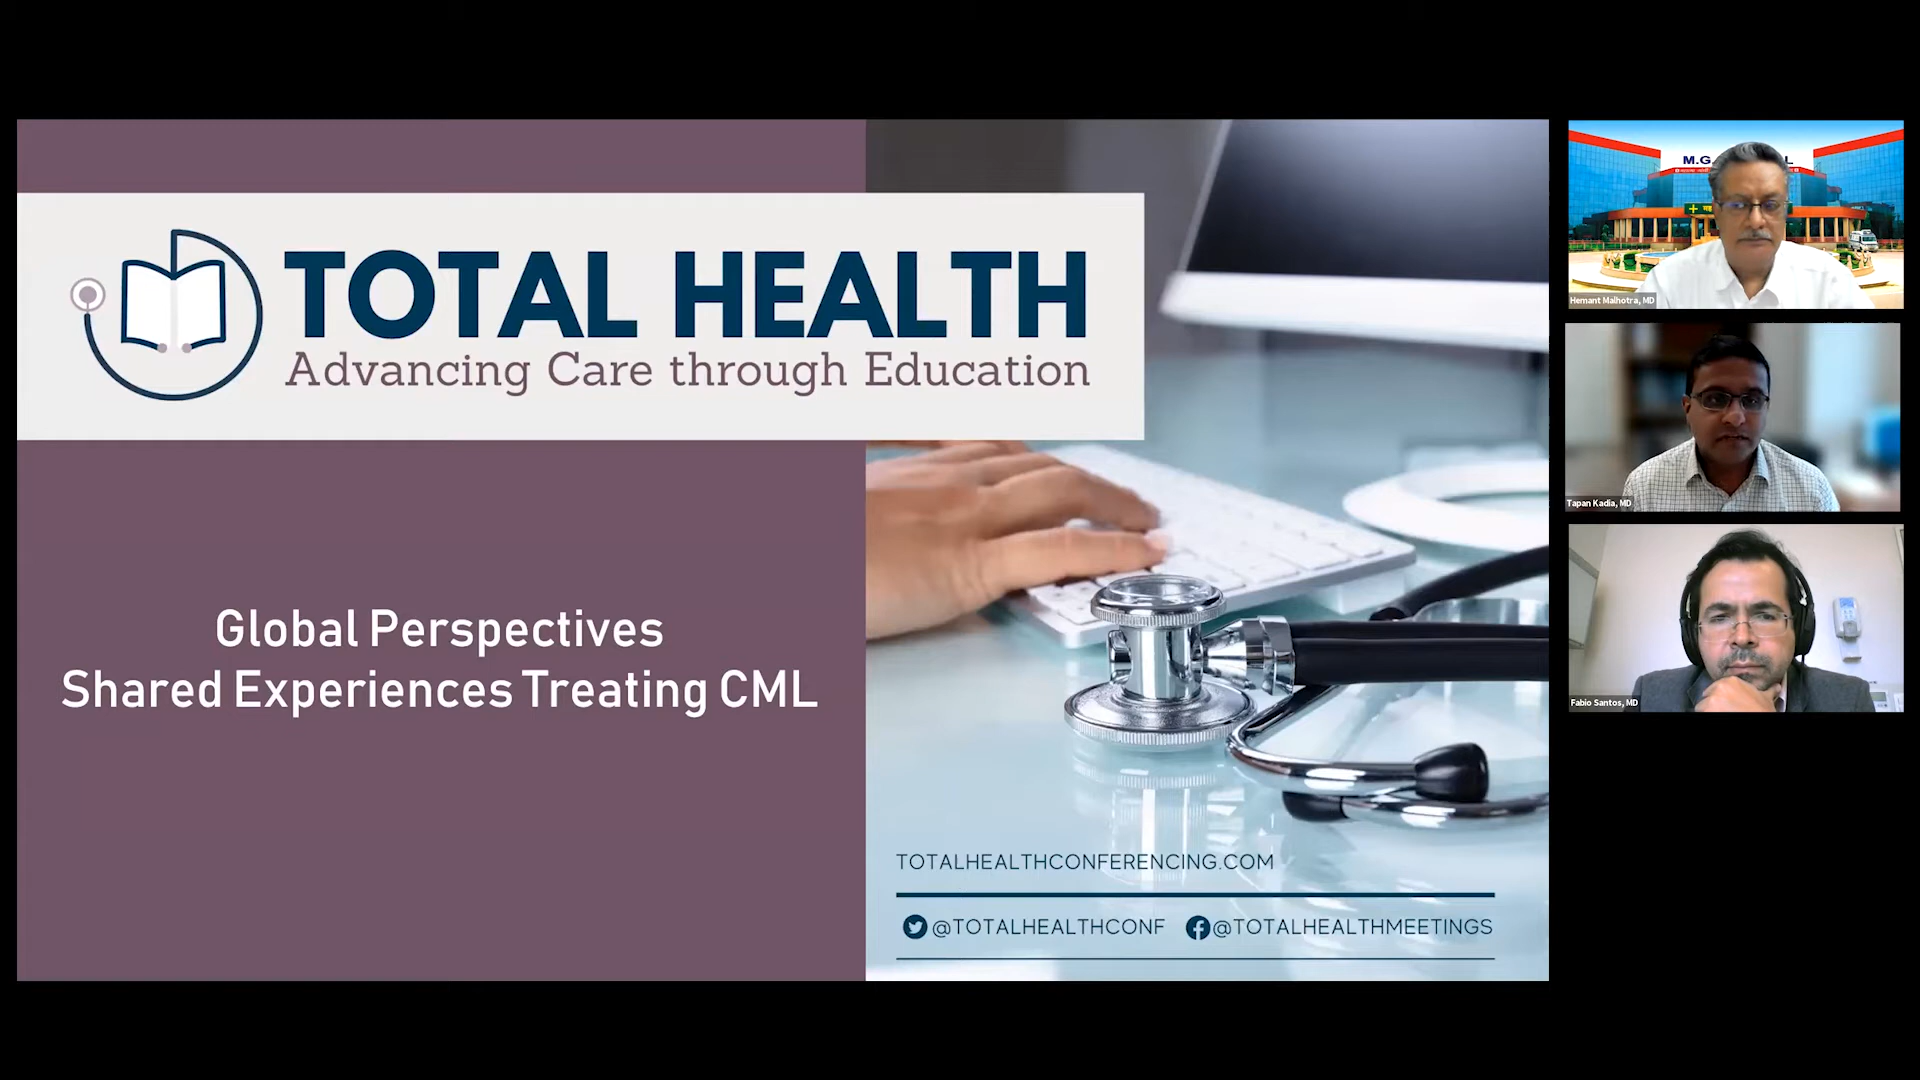 TOTAL HEALTH
Advancing Care through Education
Global Perspectives
Shared Experiences Treating CML
TOTALHEALTHCONFERENCING.COM
@TOTALHEALTHCONF @TOTALHEALTHMEETINGS
M.G.
Hemant Malhotra, MD
Tapan Kadia, MD
Fabio Santos, MD